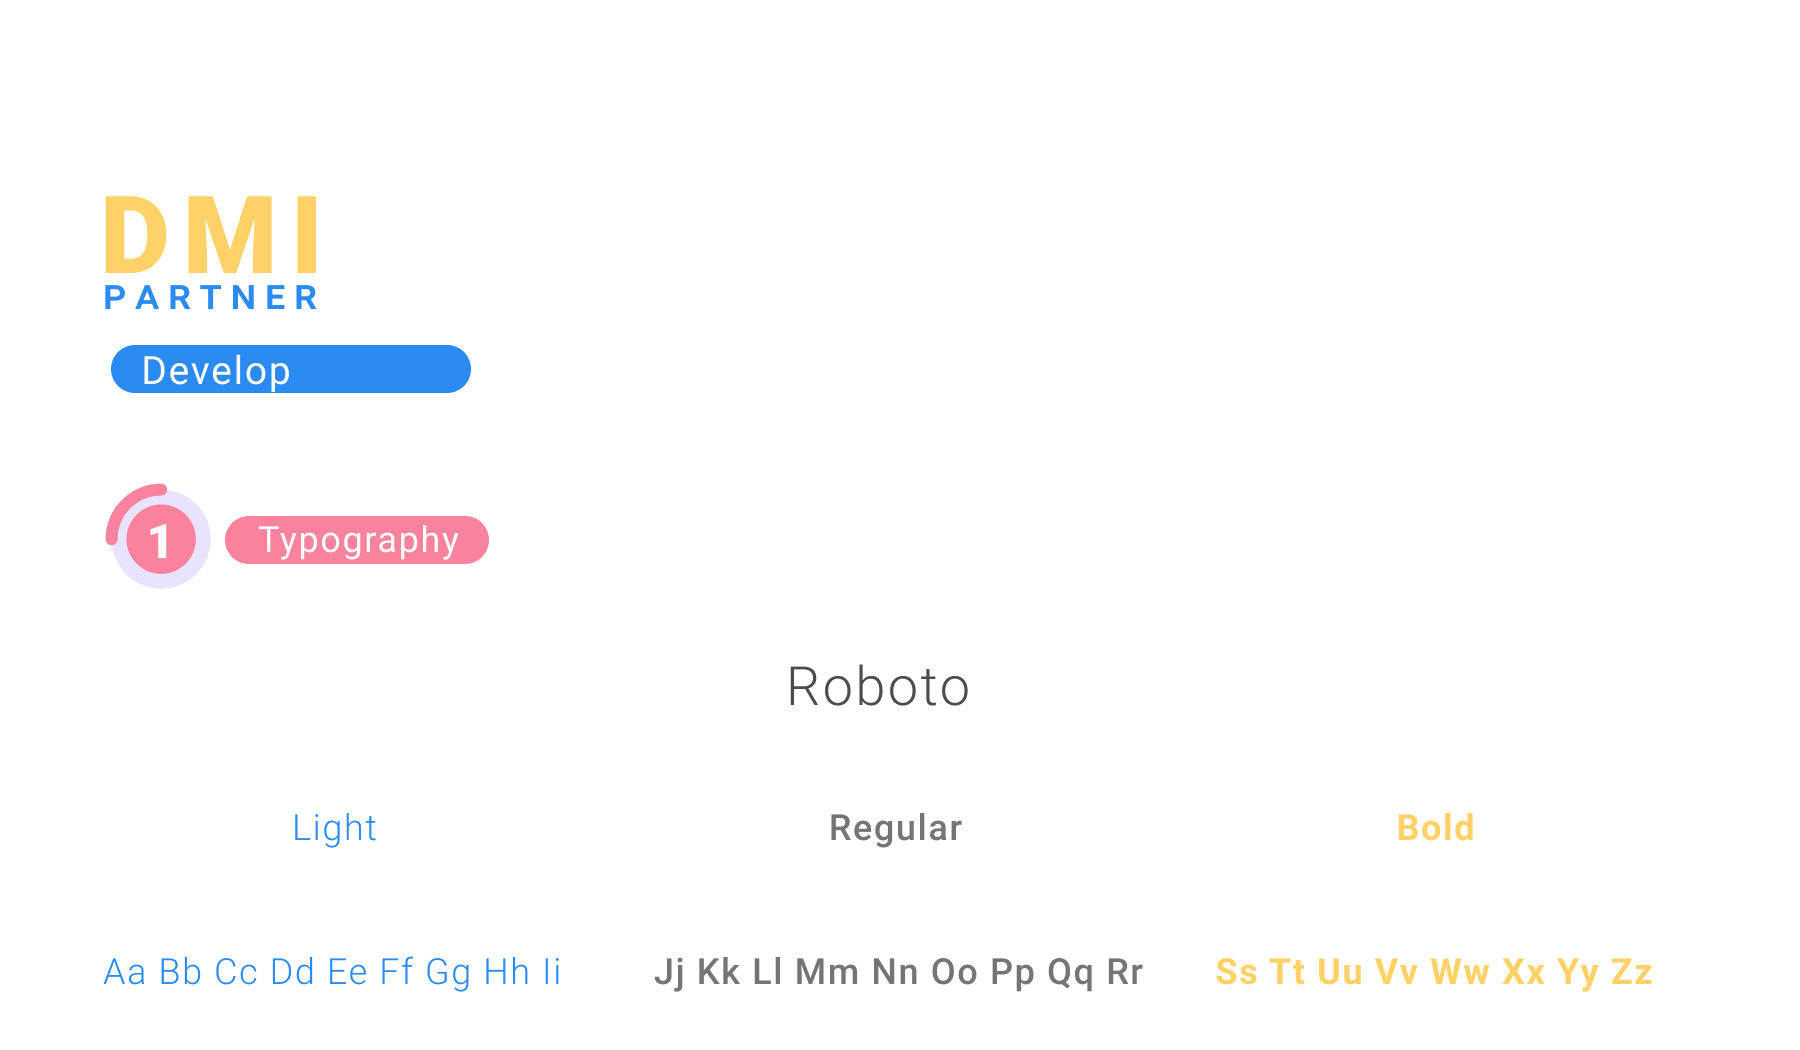 DMI
PARTNER
Develop
1 Typography
Roboto
Light Regular Bold
Aa Bb Cc Dd Ee Ff Gg Hh Ii Jj Kk Ll Mm Nn Oo Pp Qq Rr Ss Tt Uu Vv Ww Xx Yy Zz